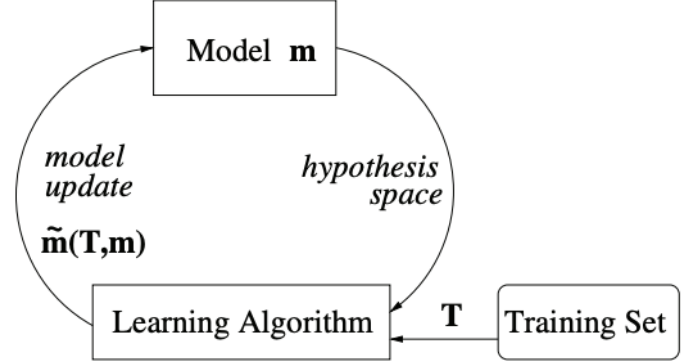 Model m
model
update
hypothesis
space
m̃(T,m)
Learning Algorithm
T
Training Set